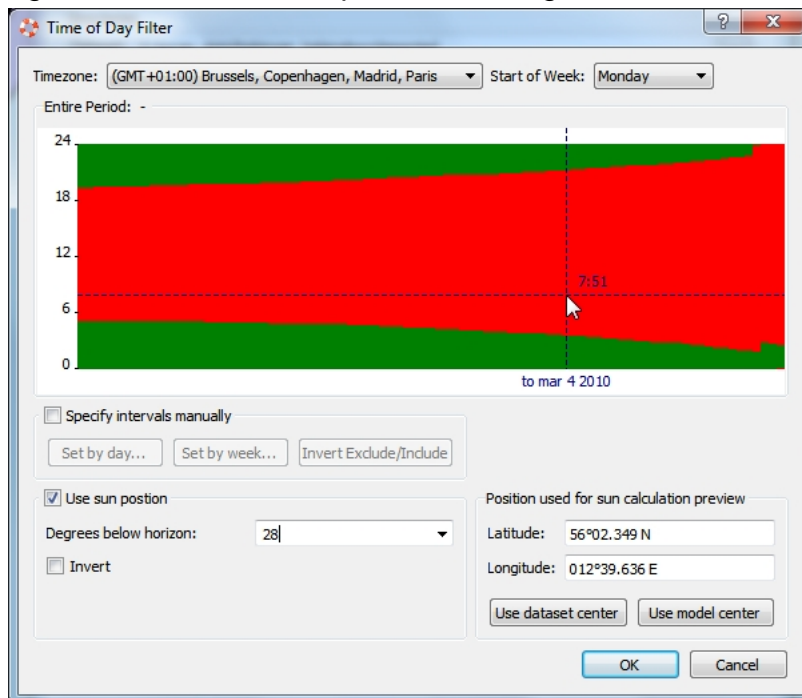 Time of Day Filter
Timezone: (GMT+01:00) Brussels, Copenhagen, Madrid, Paris Start of Week: Monday
Entire Period: -
24
18
12
7:51
6
0
to mar 4 2010
Specify intervals manually
Set by day... Set by week... Invert Exclude/Include
Use sun postion Position used for sun calculation preview
Degrees below horizon: 28 Latitude: 56°02.349 N
Invert Longitude: 012°39.636 E
Use dataset center Use model center
OK Cancel